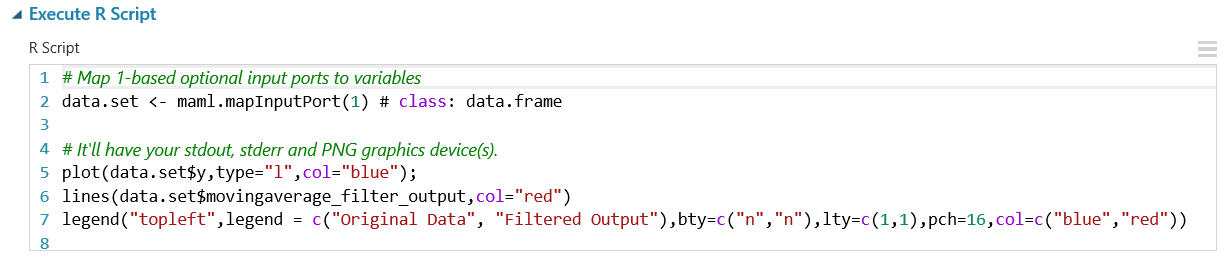 Execute R Script
R Script
1 # Map 1-based optional input ports to variables
2 data.set <- maml.mapInputPort(1) # class: data.frame
3
4 # It'll have your stdout, stderr and PNG graphics device(s).
5 plot(data.set$y,type="l",col="blue");
6 lines(data.set$movingaverage_filter_output,col="red")
7 legend("topleft",legend = c("Original Data", "Filtered Output"),bty=c("n","n"),lty=c(1,1),pch=16,col=c("blue","red"))
8